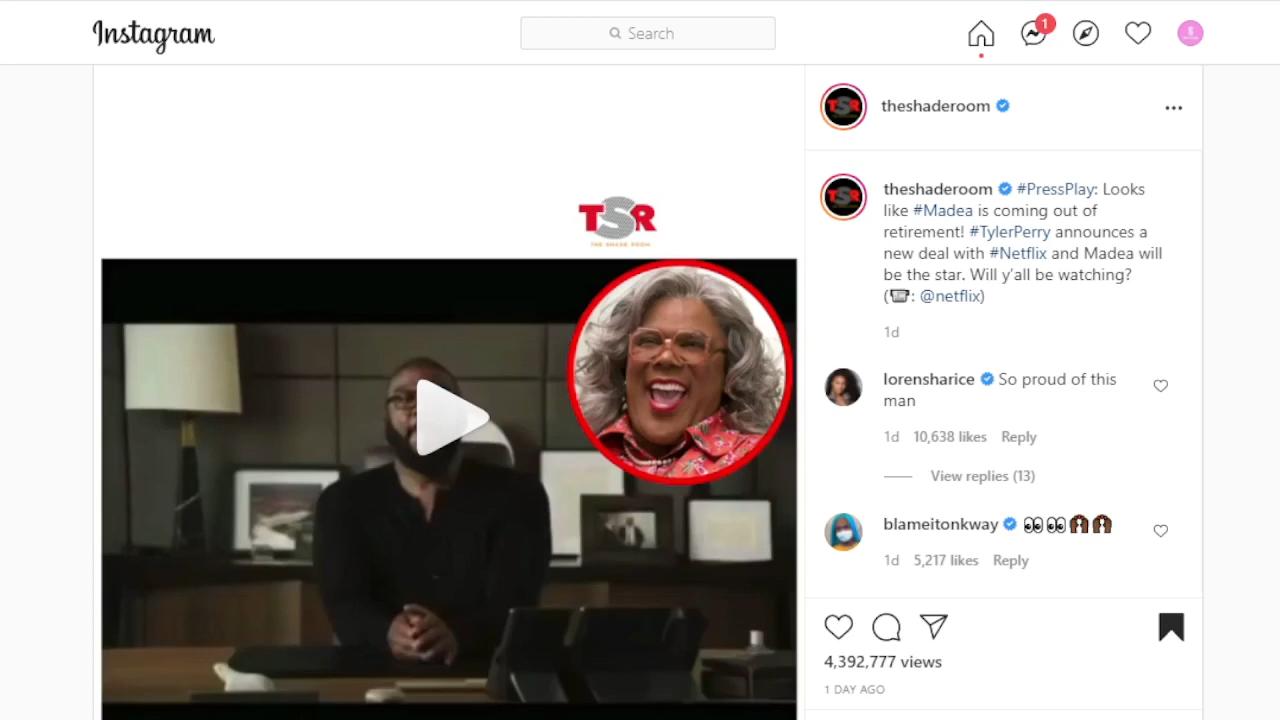 Instagram
Search
1
theshaderoom
TSR
THE SHADE ROOM
theshaderoom #PressPlay: Looks
like #Madea is coming out of
retirement! #TylerPerry announces a
new deal with #Netflix and Madea will
be the star. Will y'all be watching?
(📽: @netflix)
1d
lorensharice So proud of this
man
1d 10,638 likes Reply
View replies (13)
blameitonkway 👀👀
1d 5,217 likes Reply
4,392,777 views
1 DAY AGO